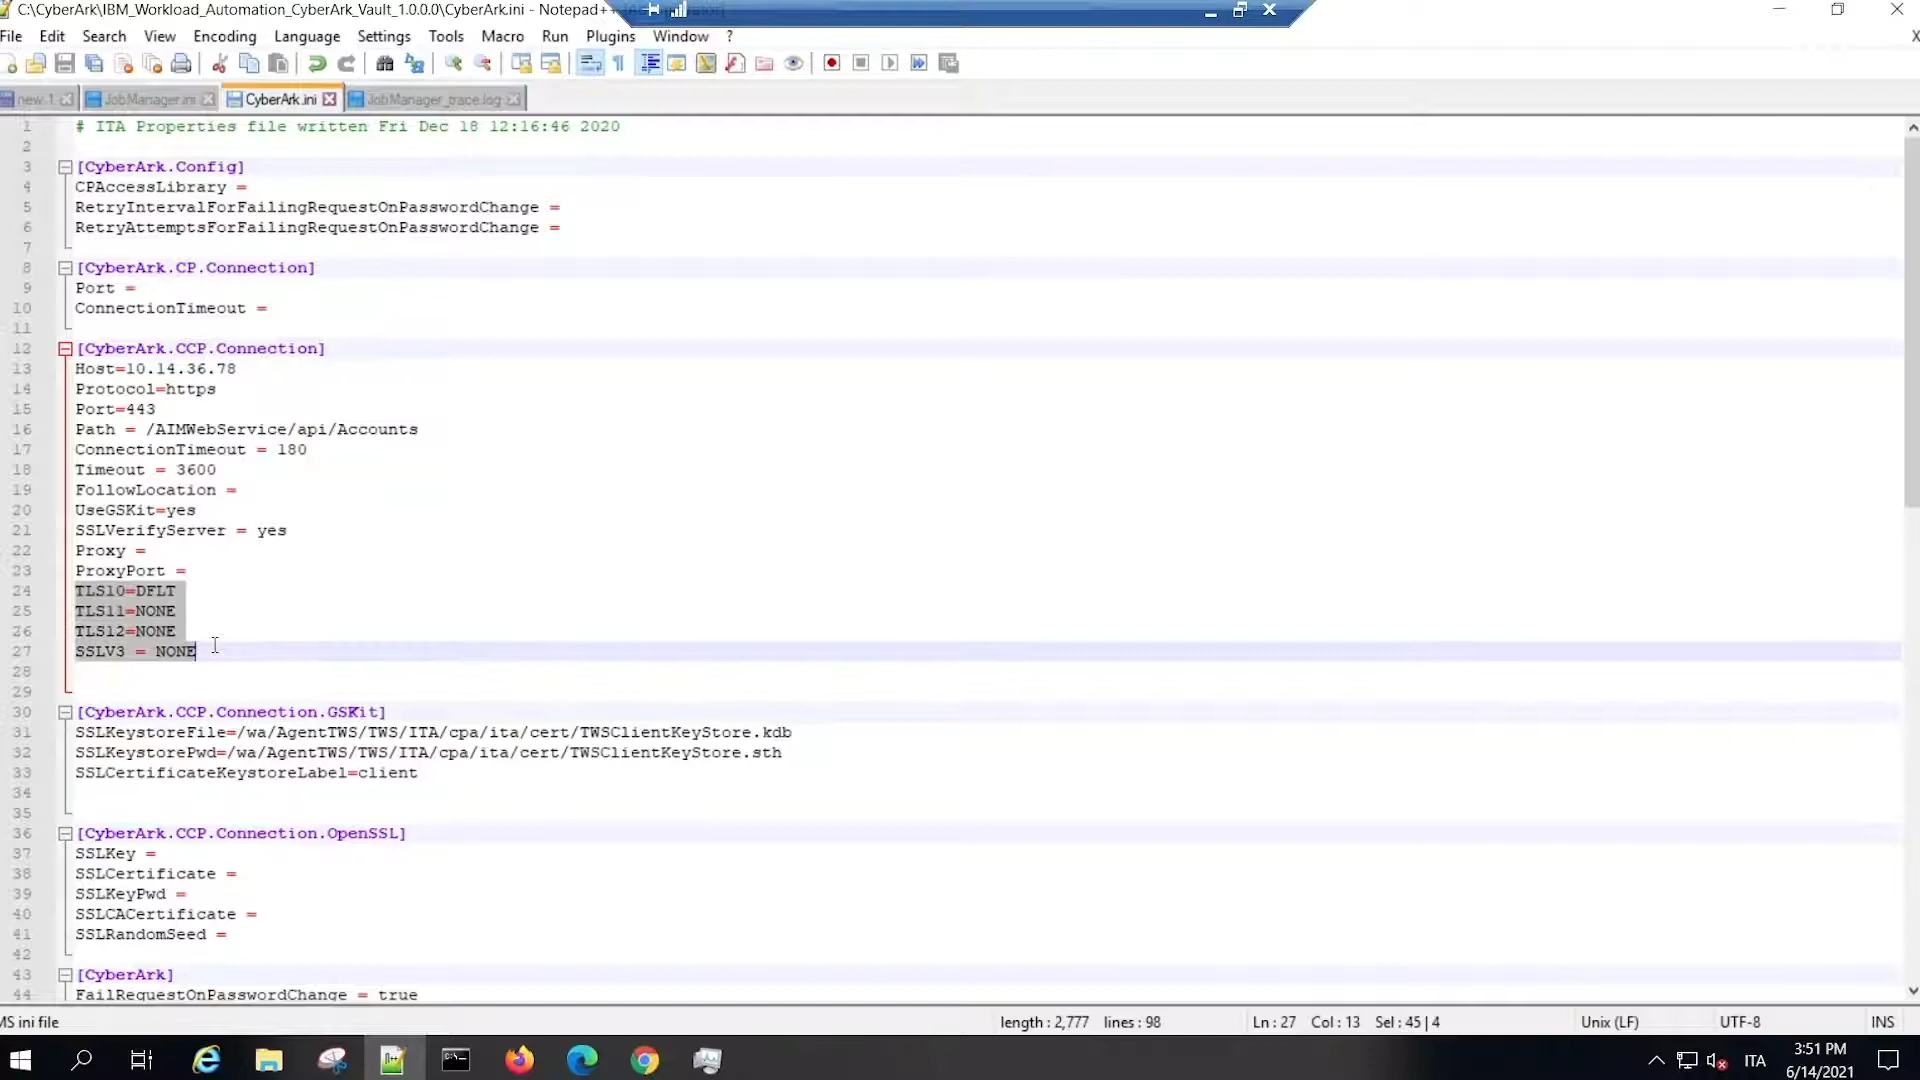 C:\CyberArk\IBM_Workload_Automation_CyberArk_Vault_1.0.0.0\CyberArk.ini - Notepad+
File Edit Search View Encoding Language Settings Tools Macro Run Plugins Window ? X
new 1 JobManager.ini CyberArk.ini JobManager_trace.log
1 # ITA Properties file written Fri Dec 18 12:16:46 2020
2
3 [CyberArk.Config]
4 CPAccessLibrary =
5 RetryIntervalForFailingRequestOnPasswordChange =
6 RetryAttemptsForFailingRequestOnPasswordChange =
7
8 [CyberArk.CP.Connection]
9 Port =
10 ConnectionTimeout =
11
12 [CyberArk.CCP.Connection]
13 Host=10.14.36.78
14 Protocol=https
15 Port=443
16 Path = /AIMWebService/api/Accounts
17 ConnectionTimeout = 180
18 Timeout = 3600
19 FollowLocation =
20 UseGSKit=yes
21 SSLVerifyServer = yes
22 Proxy =
23 ProxyPort =
24 TLS10=DFLT
25 TLS11=NONE
26 TLS12=NONE
27 SSLV3 = NONE
28
29
30 [CyberArk.CCP.Connection.GSKit]
31 SSLKeystoreFile=/wa/AgentTWS/TWS/ITA/cpa/ita/cert/TWSClientKeyStore.kdb
32 SSLKeystorePwd=/wa/AgentTWS/TWS/ITA/cpa/ita/cert/TWSClientKeyStore.sth
33 SSLCertificateKeystoreLabel=client
34
35
36 [CyberArk.CCP.Connection.OpenSSL]
37 SSLKey =
38 SSLCertificate =
39 SSLKeyPwd =
40 SSLCACertificate =
41 SSLRandomSeed =
42
43 [CyberArk]
44 FailRequestOnPasswordChange = true
MS ini file length : 2,777 lines : 98 Ln : 27 Col : 13 Sel : 45 | 4 Unix (LF) UTF-8 INS
ITA 3:51 PM
6/14/2021